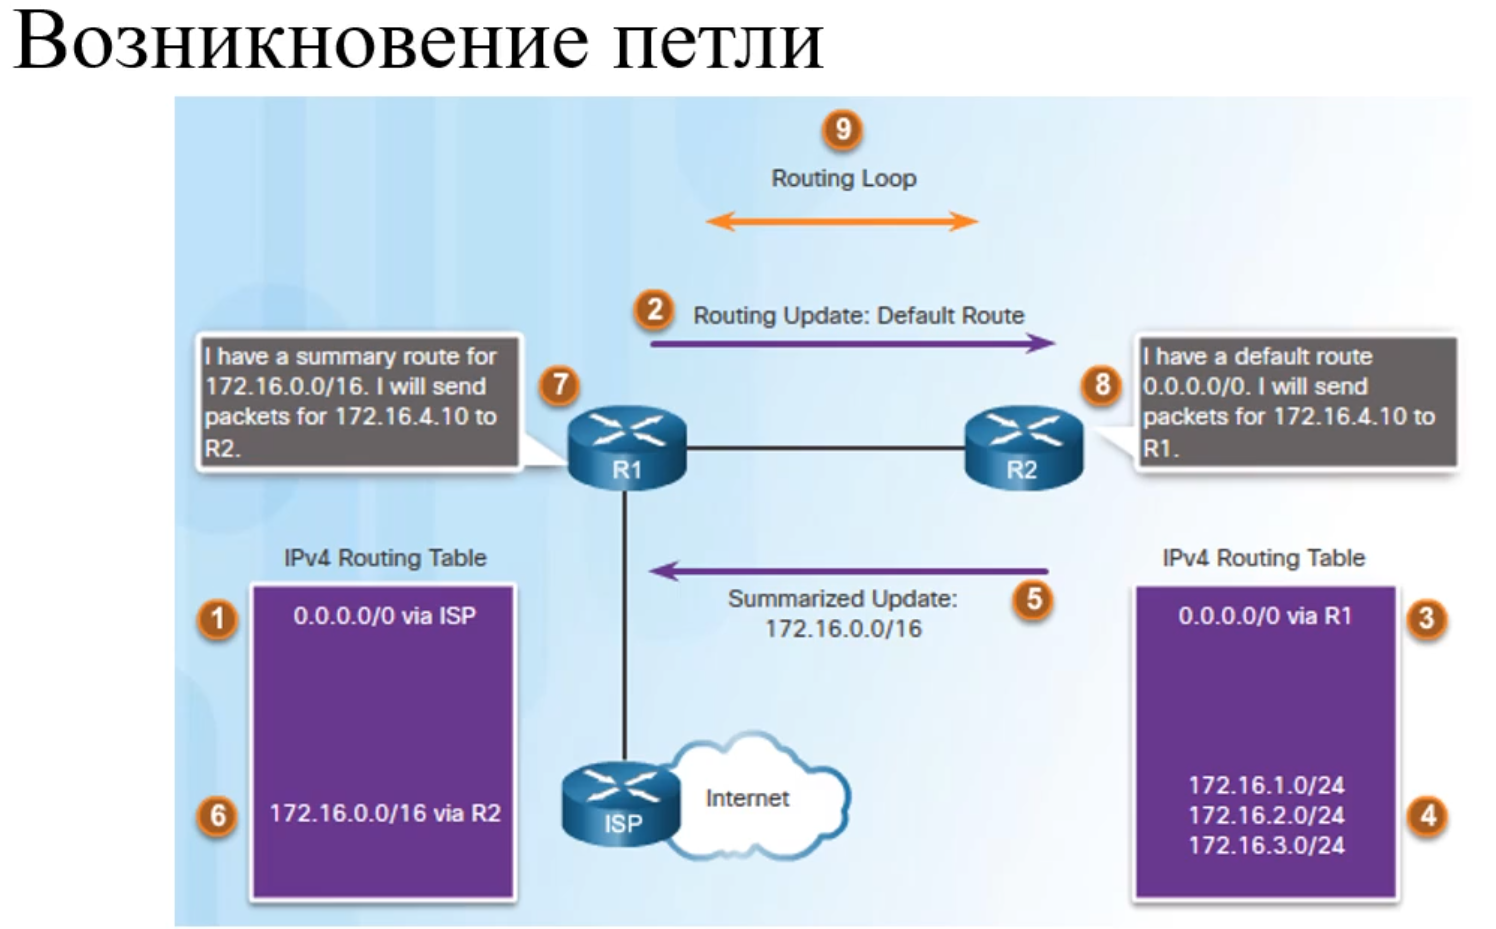 Возникновение петли
9
Routing Loop
2
Routing Update: Default Route
I have a summary route for
172.16.0.0/16. I will send
packets for 172.16.4.10 to
R2.
7
R1
8
R2
I have a default route
0.0.0.0/0. I will send
packets for 172.16.4.10 to
R1.
IPv4 Routing Table
1
0.0.0.0/0 via ISP
6
172.16.0.0/16 via R2
Summarized Update:
172.16.0.0/16
5
IPv4 Routing Table
0.0.0.0/0 via R1
3
172.16.1.0/24
172.16.2.0/24
172.16.3.0/24
4
ISP
Internet